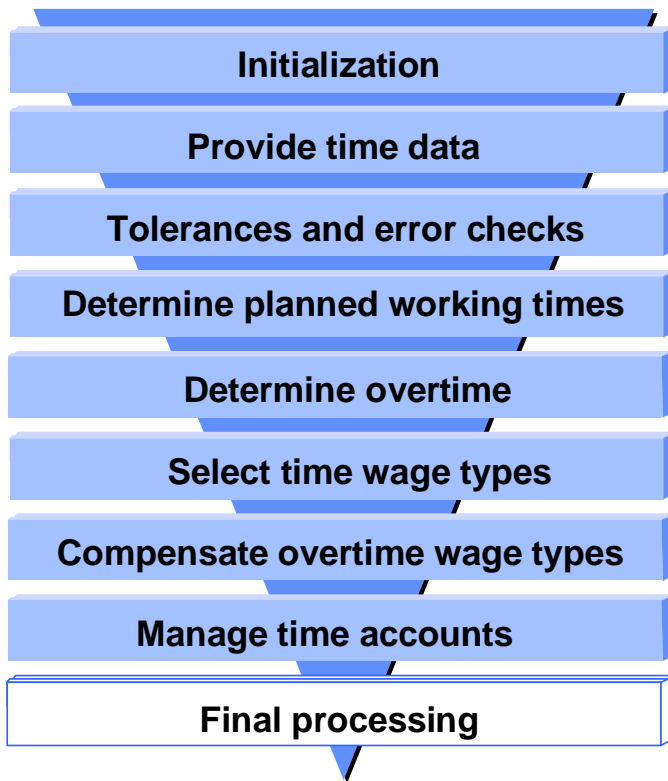 Initialization
Provide time data
Tolerances and error checks
Determine planned working times
Determine overtime
Select time wage types
Compensate overtime wage types
Manage time accounts
Final processing